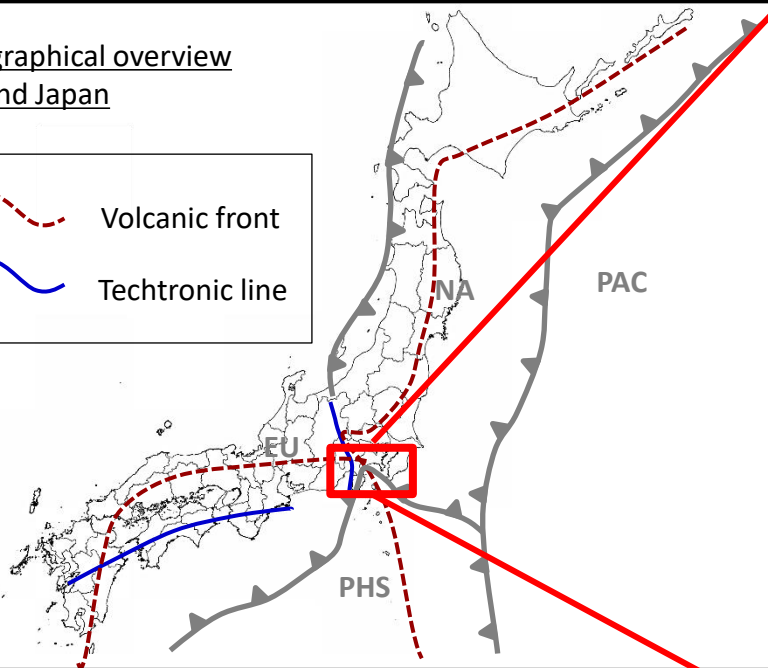 graphical overview
nd Japan
Volcanic front
Techtronic line
NA
PAC
EU
PHS